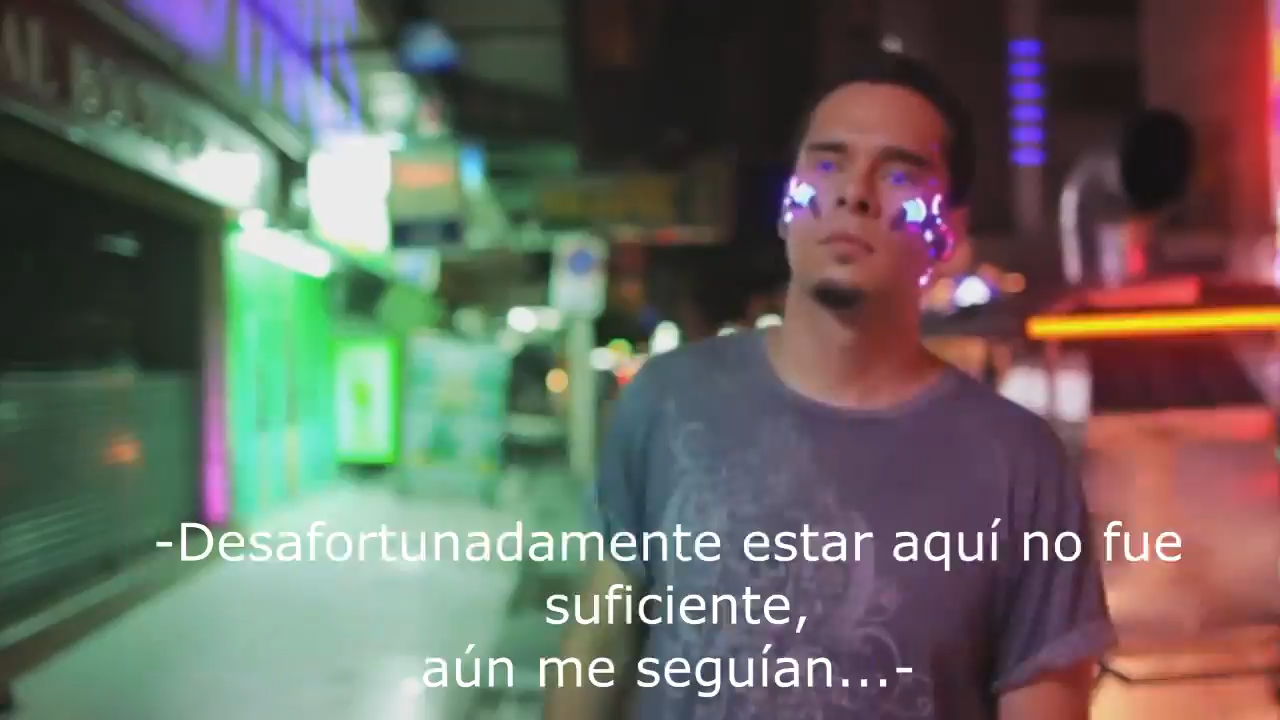 -Desafortunadamente estar aquí no fue
suficiente,
aún me seguían...-